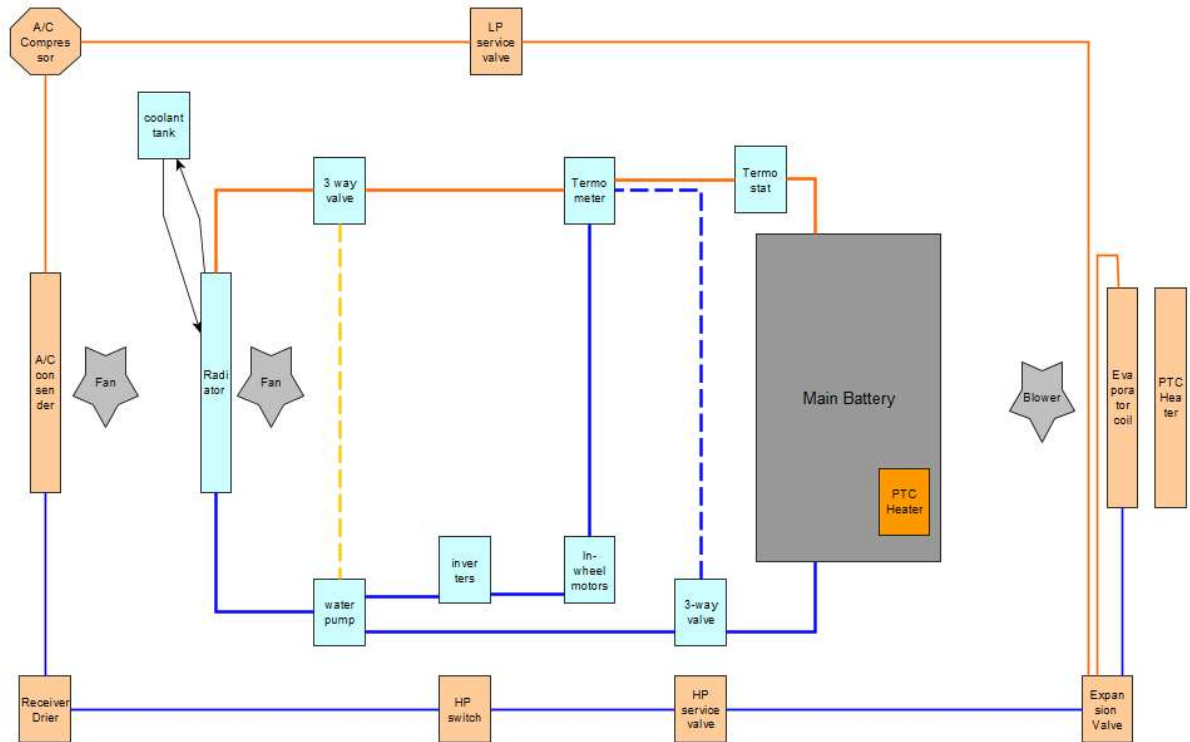 A/C
Compres
sor
LP
service
valve
coolant
tank
3 way
valve
Termo
meter
Termo
stat
A/C
con
sen
der
Fan
Radi
ator
Fan
Main Battery
PTC
Heater
Blower
Eva
pora
tor
coil
PTC
Hea
ter
inver
ters
In-
wheel
motors
water
pump
3-way
valve
Receiver
Drier
HP
switch
HP
service
valve
Expan
sion
Valve